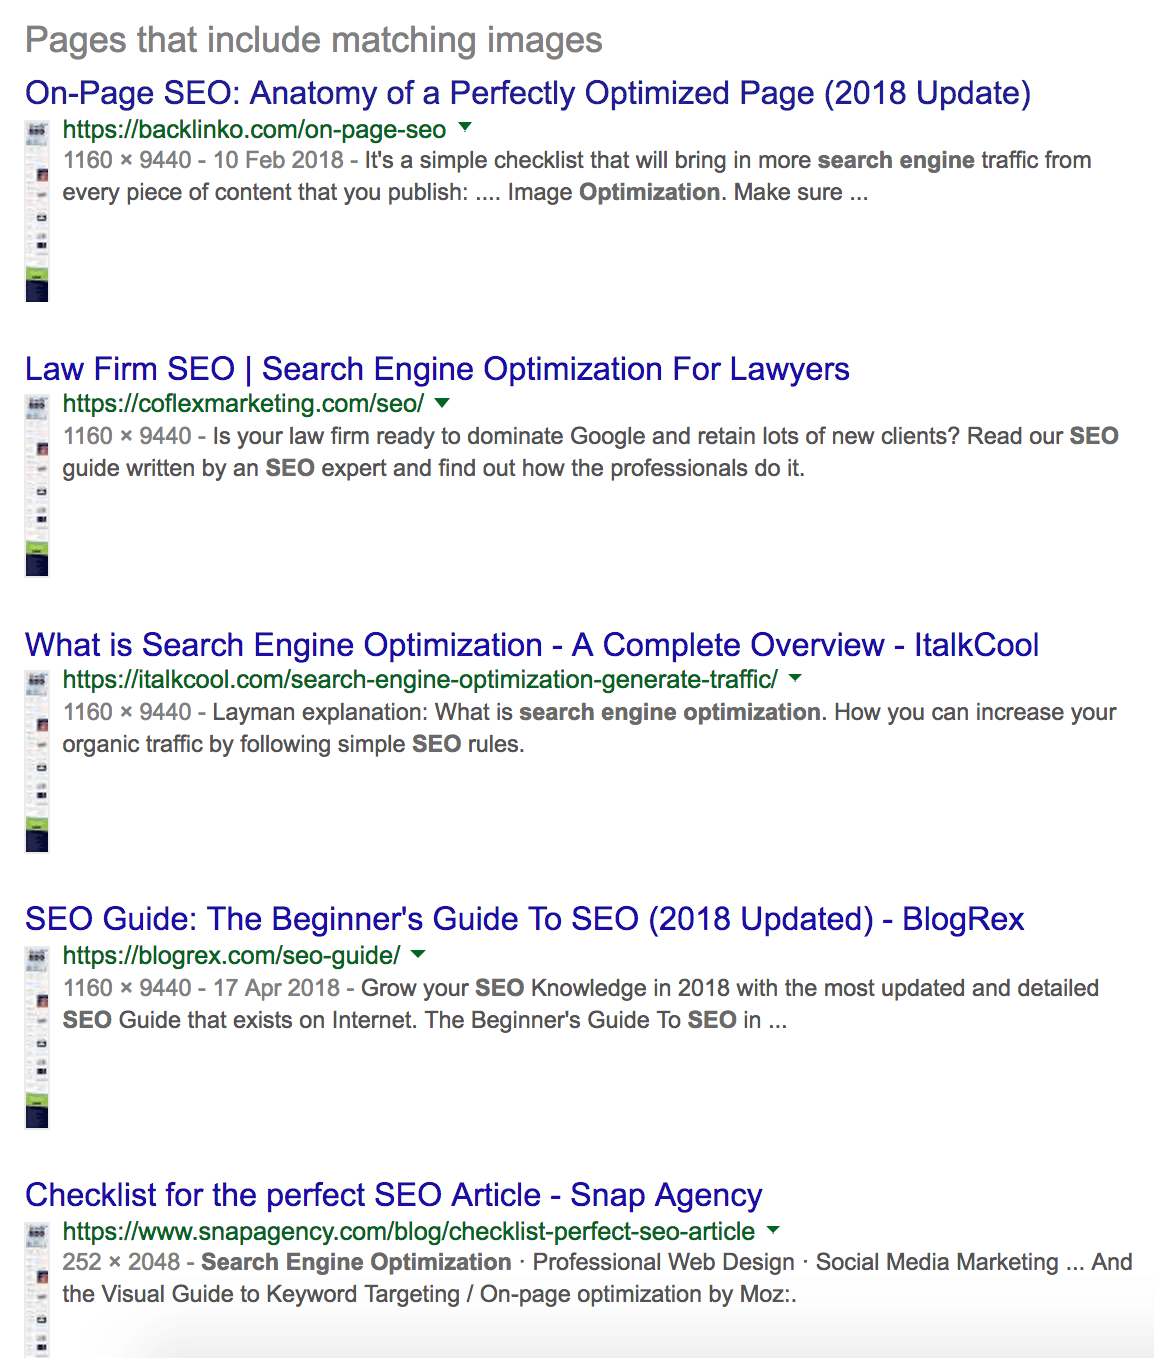 Pages that include matching images
On-Page SEO: Anatomy of a Perfectly Optimized Page (2018 Update)
https://backlinko.com/on-page-seo
1160 × 9440 - 10 Feb 2018 - It's a simple checklist that will bring in more search engine traffic from
every piece of content that you publish: .... Image Optimization. Make sure ...
Law Firm SEO | Search Engine Optimization For Lawyers
https://coflexmarketing.com/seo/
1160 × 9440 - Is your law firm ready to dominate Google and retain lots of new clients? Read our SEO
guide written by an SEO expert and find out how the professionals do it.
What is Search Engine Optimization - A Complete Overview - ItalkCool
https://italkcool.com/search-engine-optimization-generate-traffic/
1160 × 9440 - Layman explanation: What is search engine optimization. How you can increase your
organic traffic by following simple SEO rules.
SEO Guide: The Beginner's Guide To SEO (2018 Updated) - BlogRex
https://blogrex.com/seo-guide/
1160 × 9440 - 17 Apr 2018 - Grow your SEO Knowledge in 2018 with the most updated and detailed
SEO Guide that exists on Internet. The Beginner's Guide To SEO in ...
Checklist for the perfect SEO Article - Snap Agency
https://www.snapagency.com/blog/checklist-perfect-seo-article
252 × 2048 - Search Engine Optimization · Professional Web Design · Social Media Marketing ... And
the Visual Guide to Keyword Targeting / On-page optimization by Moz:.